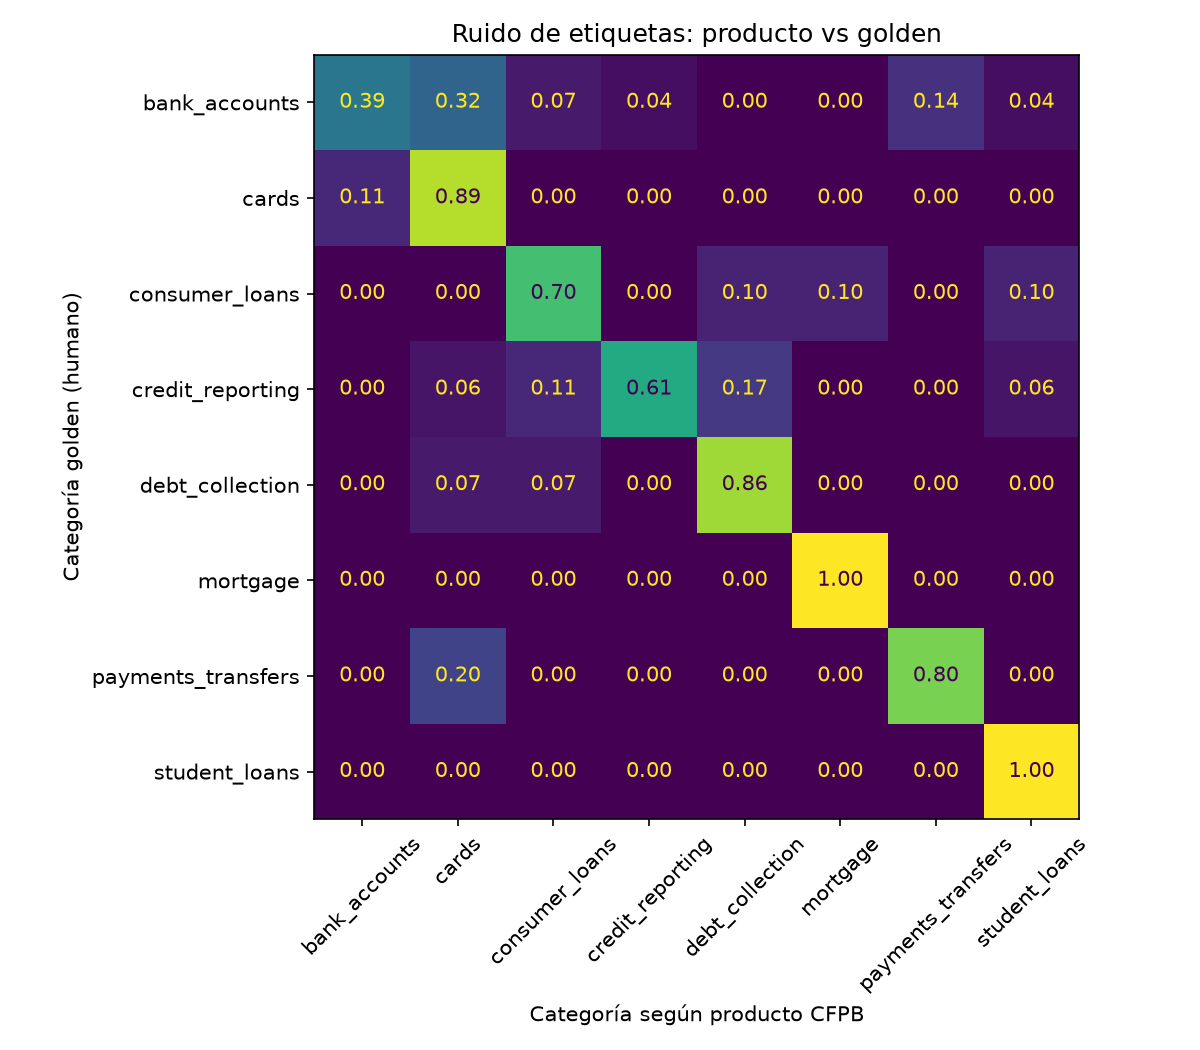 Ruido de etiquetas: producto vs golden
Categoría golden (humano)
bank_accounts 0.39 0.32 0.07 0.04 0.00 0.00 0.14 0.04
cards 0.11 0.89 0.00 0.00 0.00 0.00 0.00 0.00
consumer_loans 0.00 0.00 0.70 0.00 0.10 0.10 0.00 0.10
credit_reporting 0.00 0.06 0.11 0.61 0.17 0.00 0.00 0.06
debt_collection 0.00 0.07 0.07 0.00 0.86 0.00 0.00 0.00
mortgage 0.00 0.00 0.00 0.00 0.00 1.00 0.00 0.00
payments_transfers 0.00 0.20 0.00 0.00 0.00 0.00 0.80 0.00
student_loans 0.00 0.00 0.00 0.00 0.00 0.00 0.00 1.00
bank_accounts cards consumer_loans credit_reporting debt_collection mortgage payments_transfers student_loans
Categoría según producto CFPB